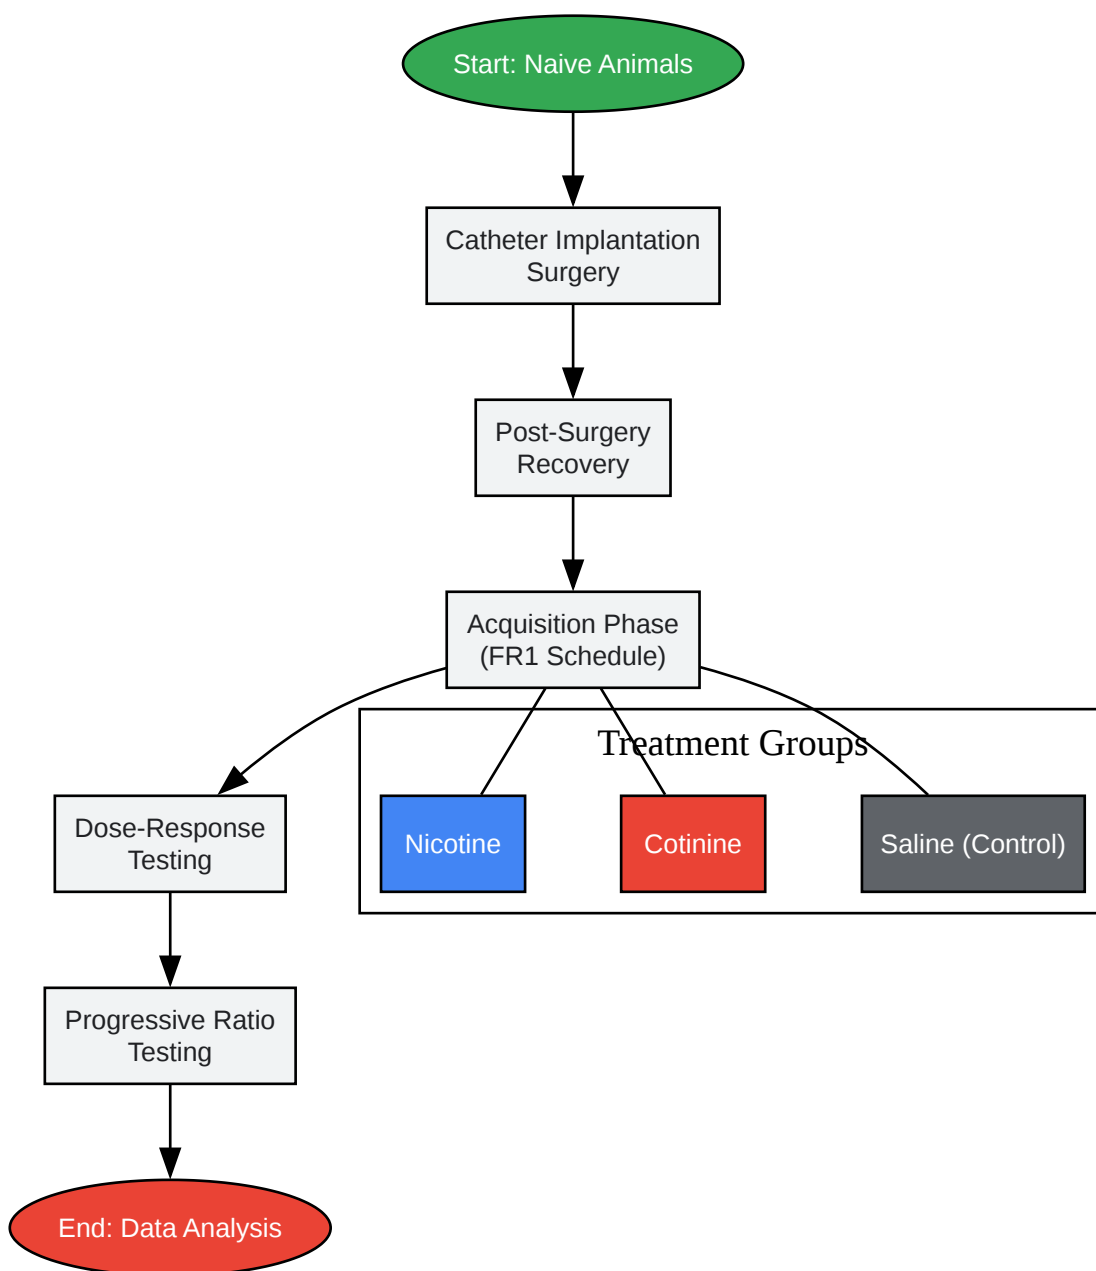 Start: Naive Animals
Catheter Implantation
Surgery
Post-Surgery
Recovery
Acquisition Phase
(FR1 Schedule)
Treatment Groups
Dose-Response
Testing
Nicotine
Cotinine
Saline (Control)
Progressive Ratio
Testing
End: Data Analysis